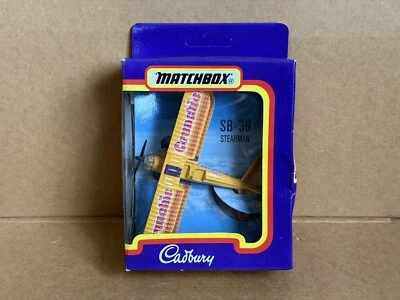 MATCHBOX®
Crunchie
SB-39
STEARMAN
Crunchie
Cadbury